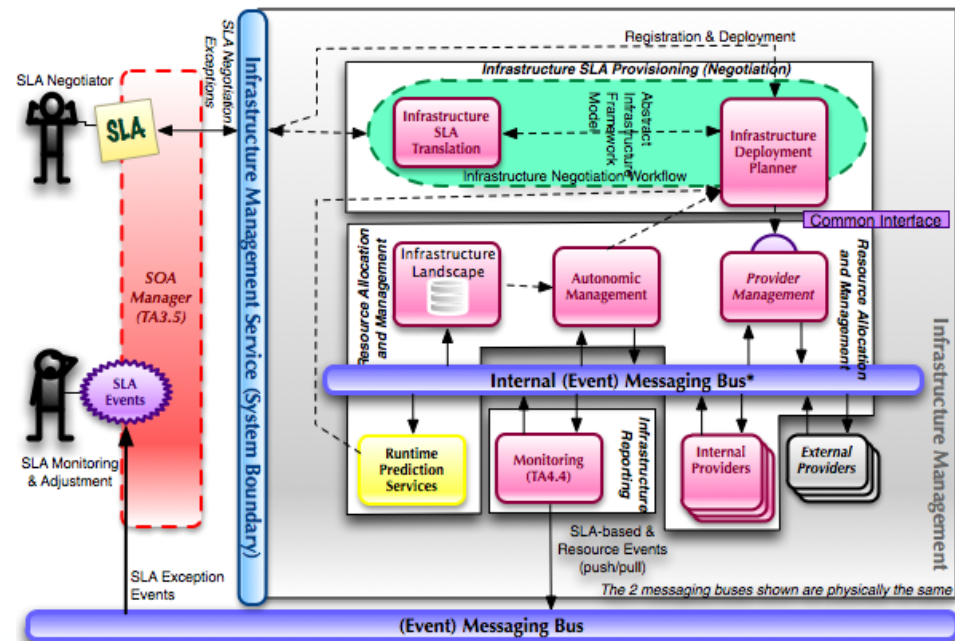 Registration & Deployment
Infrastructure SLA Provisioning (Negotiation)
SLA Negotiator
SLA
SLA Negotiation
Exceptions
Infrastructure Management Service (System Boundary)
Infrastructure
SLA
Translation
Abstract
Infrastructure
Framework
Model
Infrastructure
Deployment
Planner
Infrastructure Negotiation Workflow
Common Interface
SOA
Manager
(TA3.5)
Resource Allocation
and Management
Infrastructure
Landscape
Autonomic
Management
Provider
Management
Resource Allocation
and Management
Infrastructure Management
SLA
Events
Internal (Event) Messaging Bus*
SLA Monitoring
& Adjustment
Runtime
Prediction
Services
Monitoring
(TA4.4)
Infrastructure
Reporting
Internal
Providers
External
Providers
SLA-based &
Resource Events
(push/pull)
SLA Exception
Events
The 2 messaging buses shown are physically the same
(Event) Messaging Bus